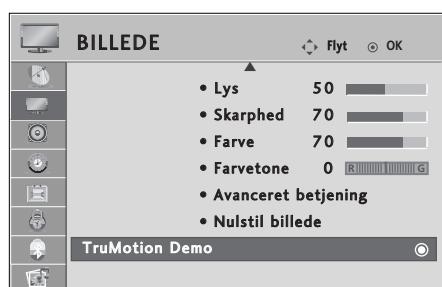 BILLEDE Flyt OK
• Lys 50
• Skarphed 70
• Farve 70
• Farvetone 0 R G
• Avanceret betjening
• Nulstil billede
TruMotion Demo